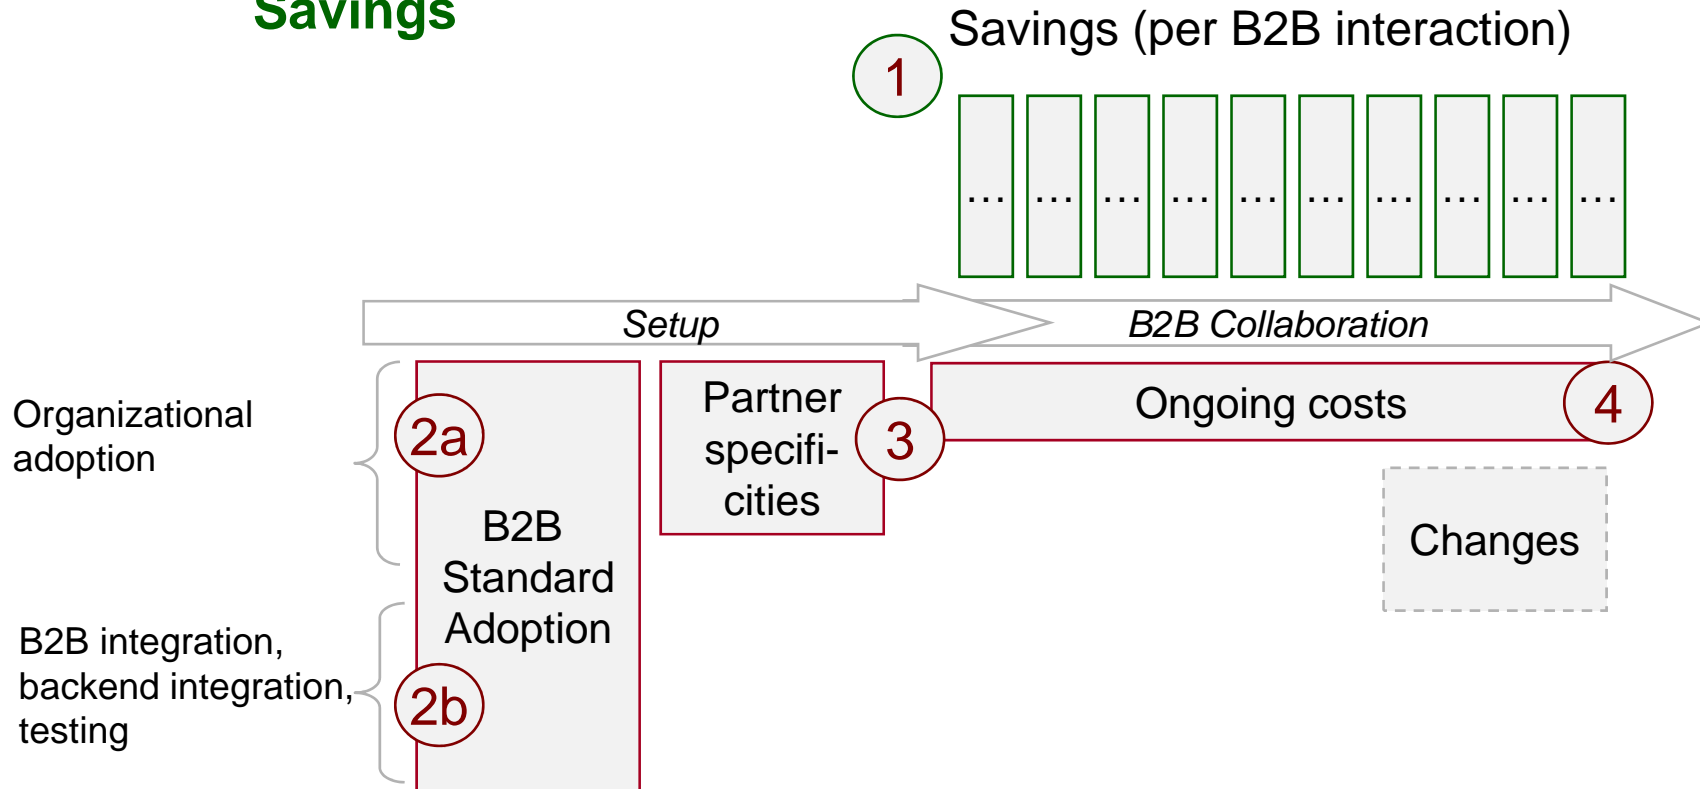 Savings
Savings (per B2B interaction)
1
... ... ... ... ... ... ... ... ... ...
Setup
B2B Collaboration
Organizational
adoption
2a
B2B
Standard
Adoption
Partner
specifi-
cities
3
Ongoing costs
4
Changes
B2B integration,
backend integration,
testing
2b